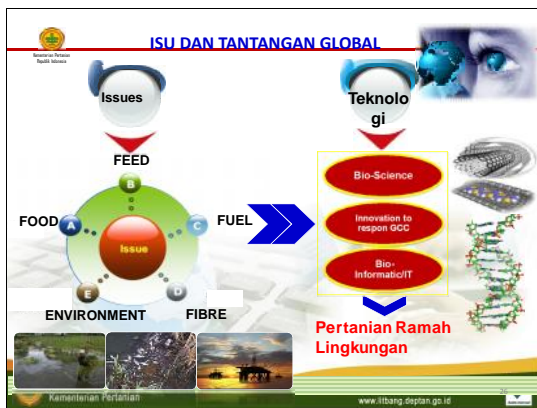 ISU DAN TANTANGAN GLOBAL
Kementerian Pertanian
Republik Indonesia
Issues
Teknolo
gi
FEED
B
FOOD
A
Issue
C
FUEL
E
D
ENVIRONMENT
FIBRE
Bio-Science
Innovation to
respon GCC
Bio-
Informatic/IT
Pertanian Ramah
Lingkungan
Kementerian Pertanian
www.litbang.deptan.go.id